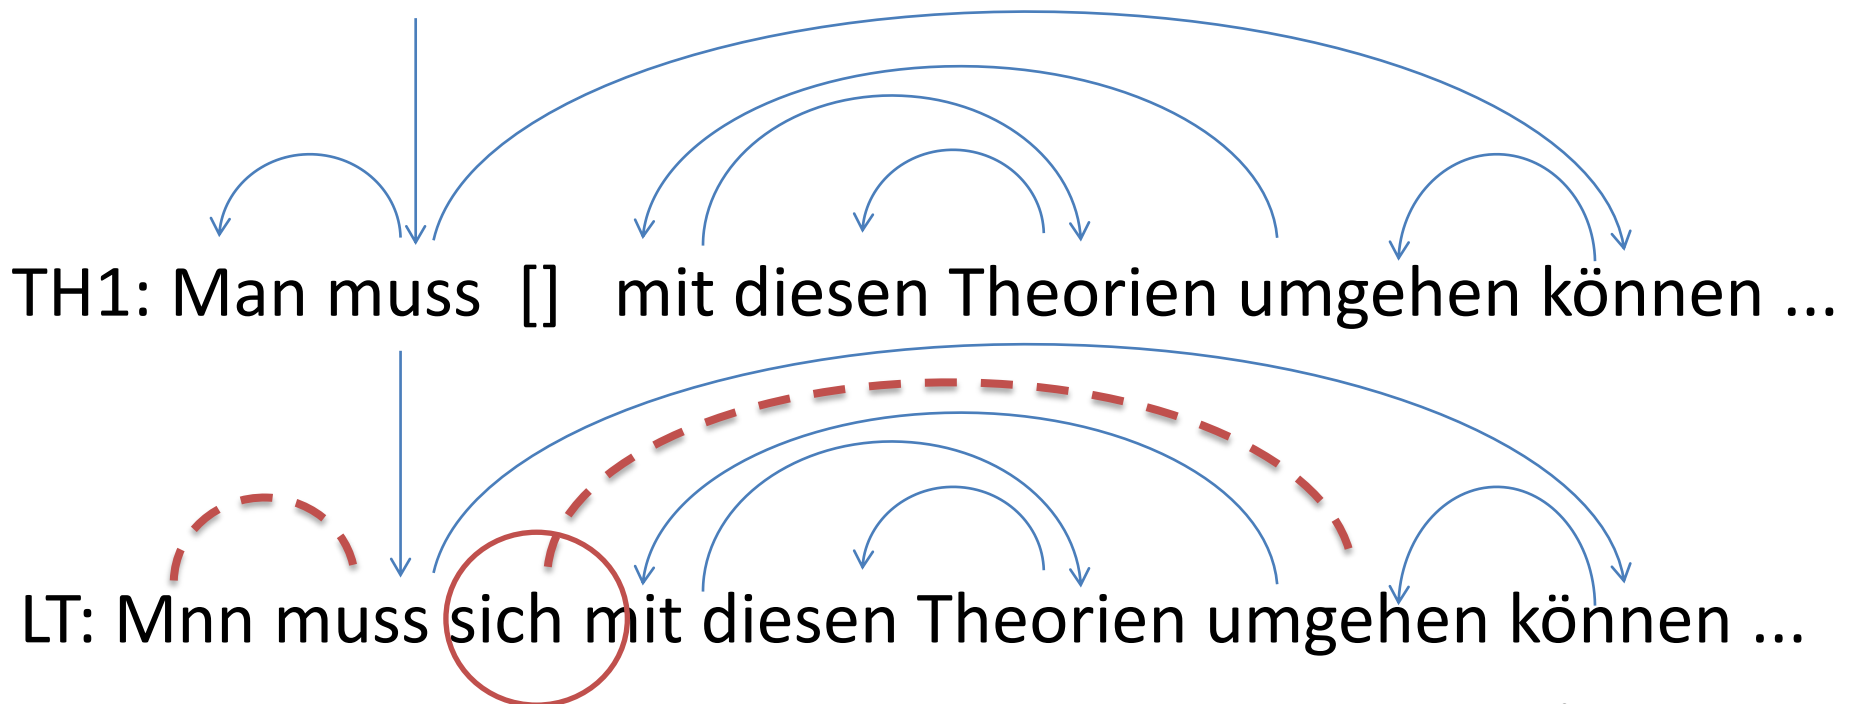 TH1: Man muss [] mit diesen Theorien umgehen können ...
LT: Mnn muss sich mit diesen Theorien umgehen können ...